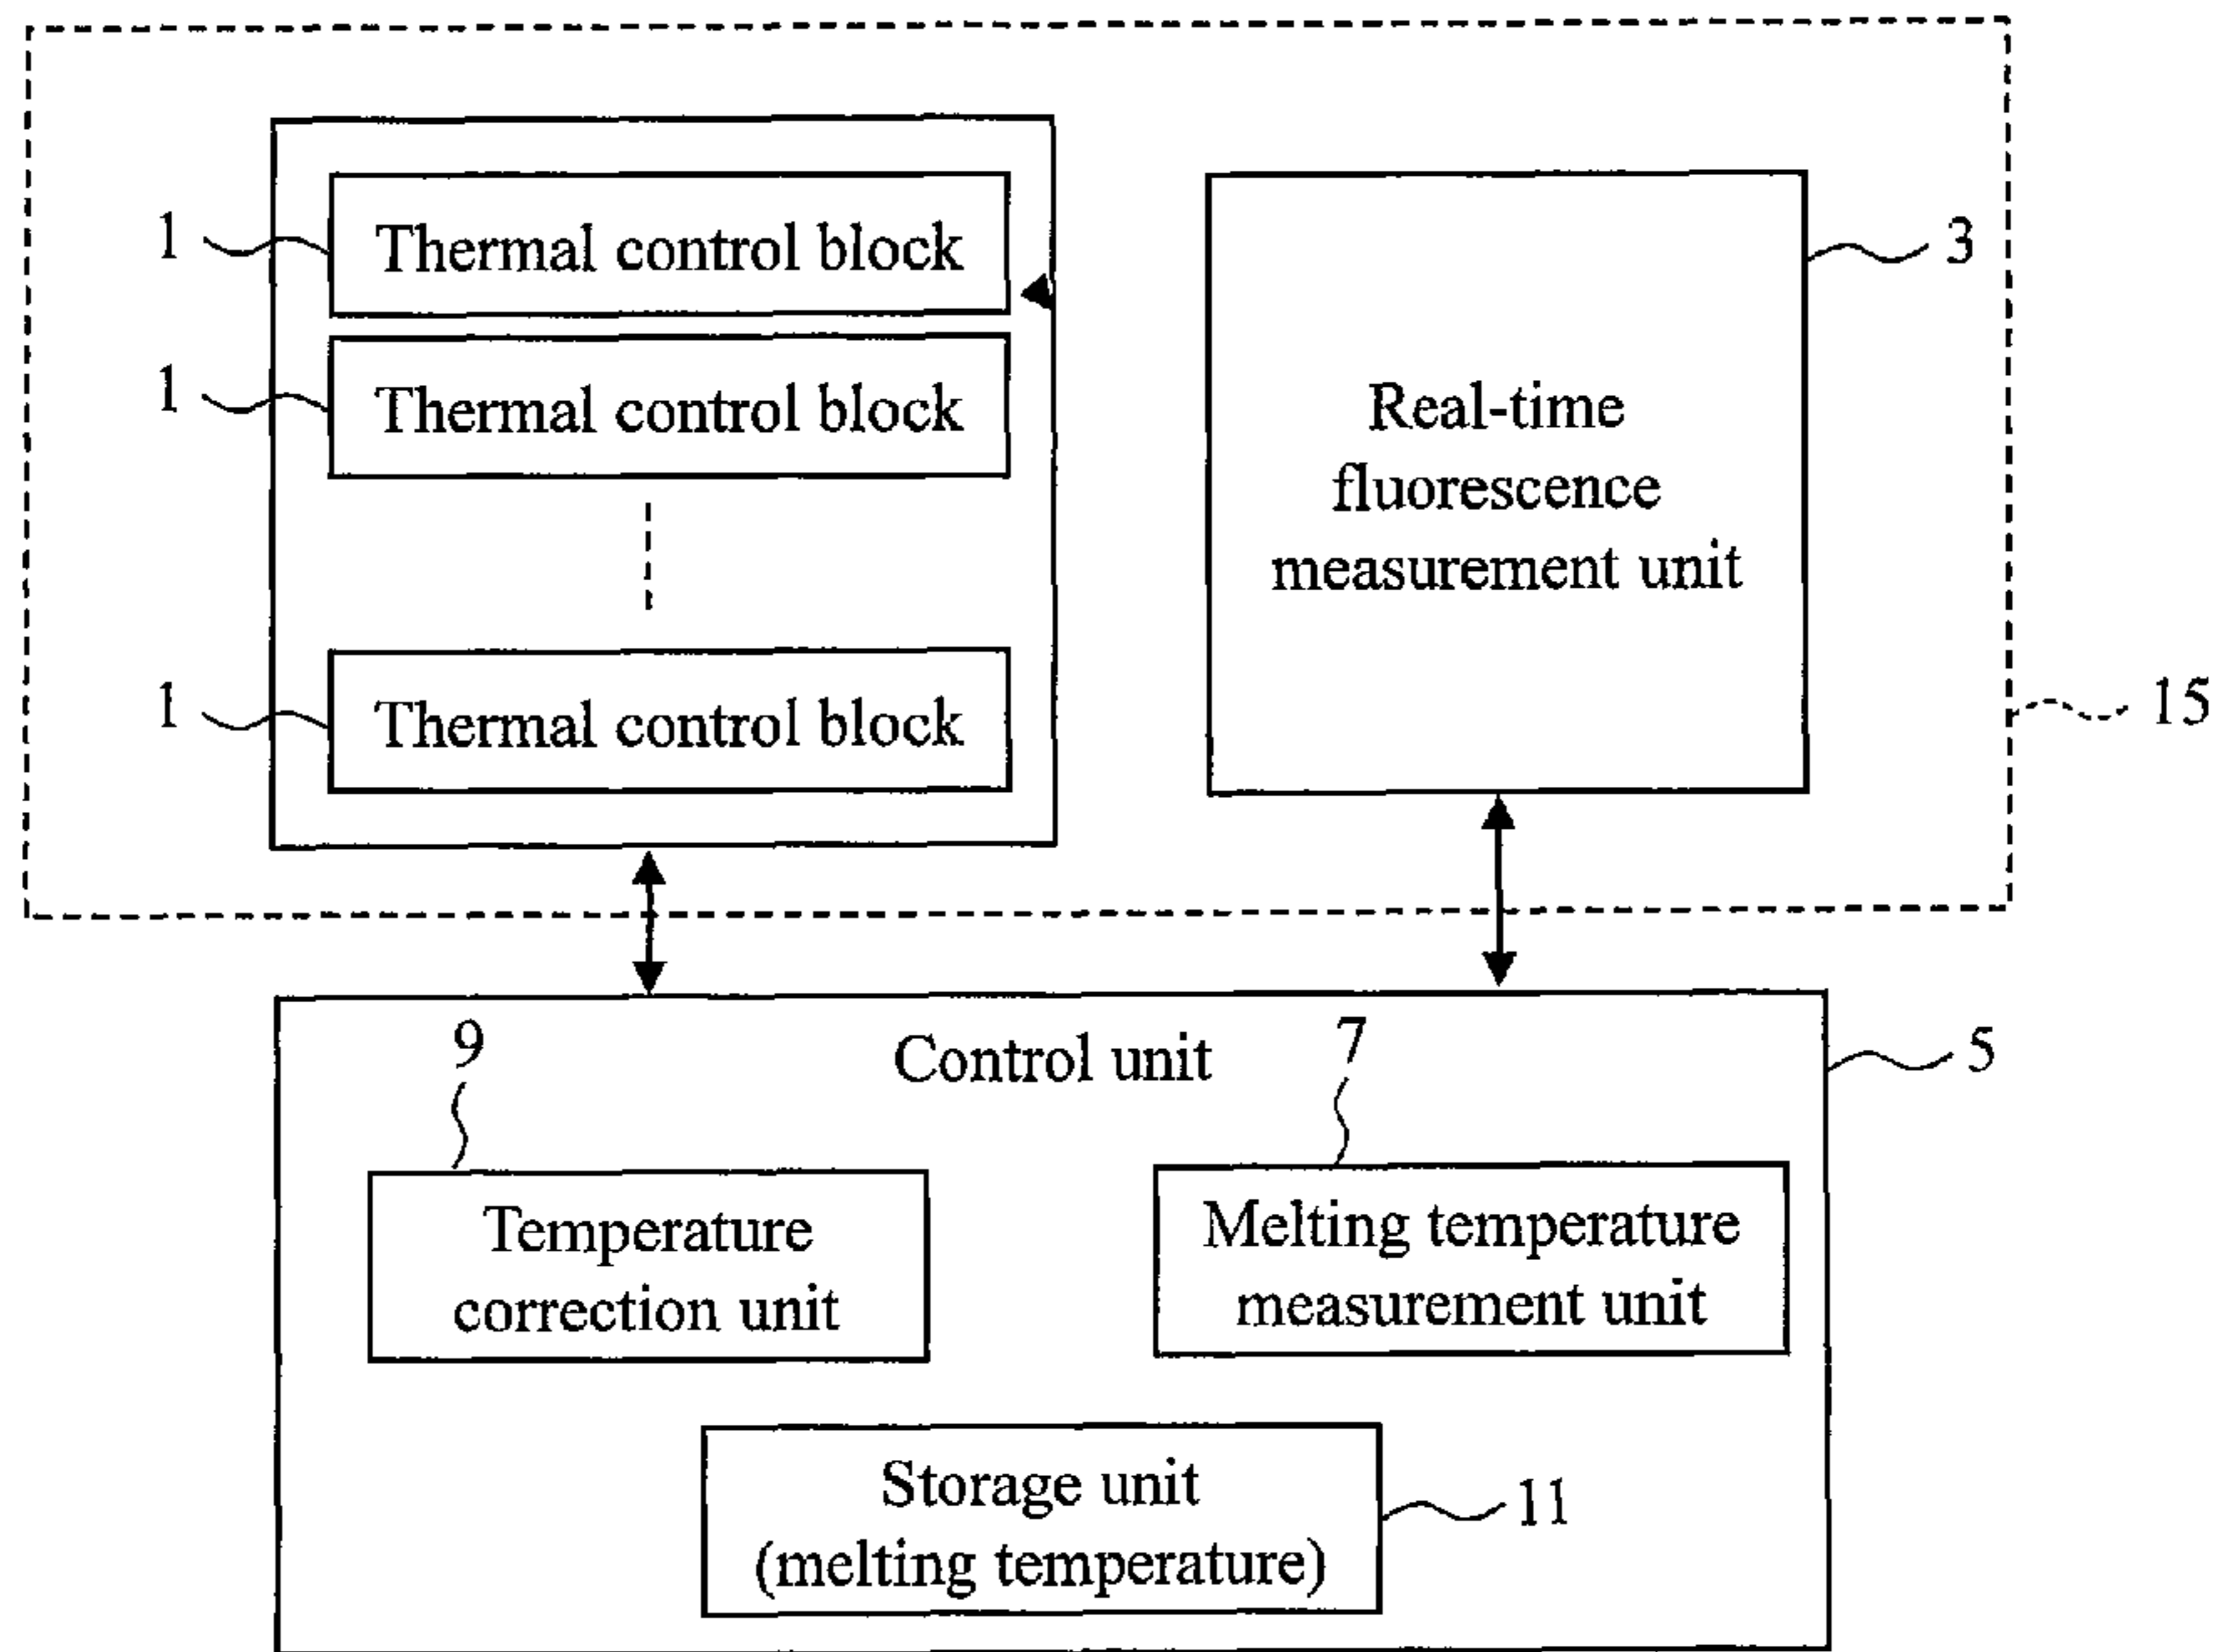 1
Thermal control block
3
1
Thermal control block
Real-time
fluorescence
measurement unit
1
Thermal control block
15
Control unit
5
9
7
Temperature
correction unit
Melting temperature
measurement unit
Storage unit
(melting temperature)
11